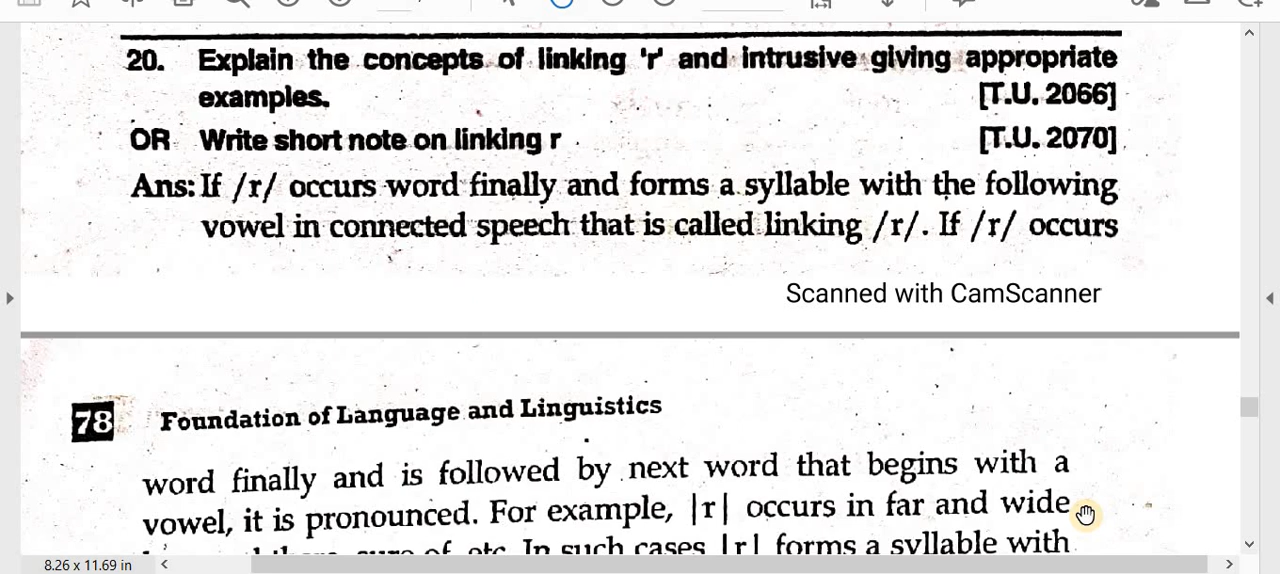 20. Explain the concepts of linking 'r' and intrusive giving appropriate
examples. [T.U. 2066]
OR Write short note on linking r [T.U. 2070]
Ans: If /r/ occurs word finally and forms a syllable with the following
vowel in connected speech that is called linking /r/. If /r/ occurs
Scanned with CamScanner
78 Foundation of Language and Linguistics
word finally and is followed by next word that begins with a
vowel, it is pronounced. For example, |r| occurs in far and wide
of etc. In such cases |r| forms a syllable with
8.26 x 11.69 in